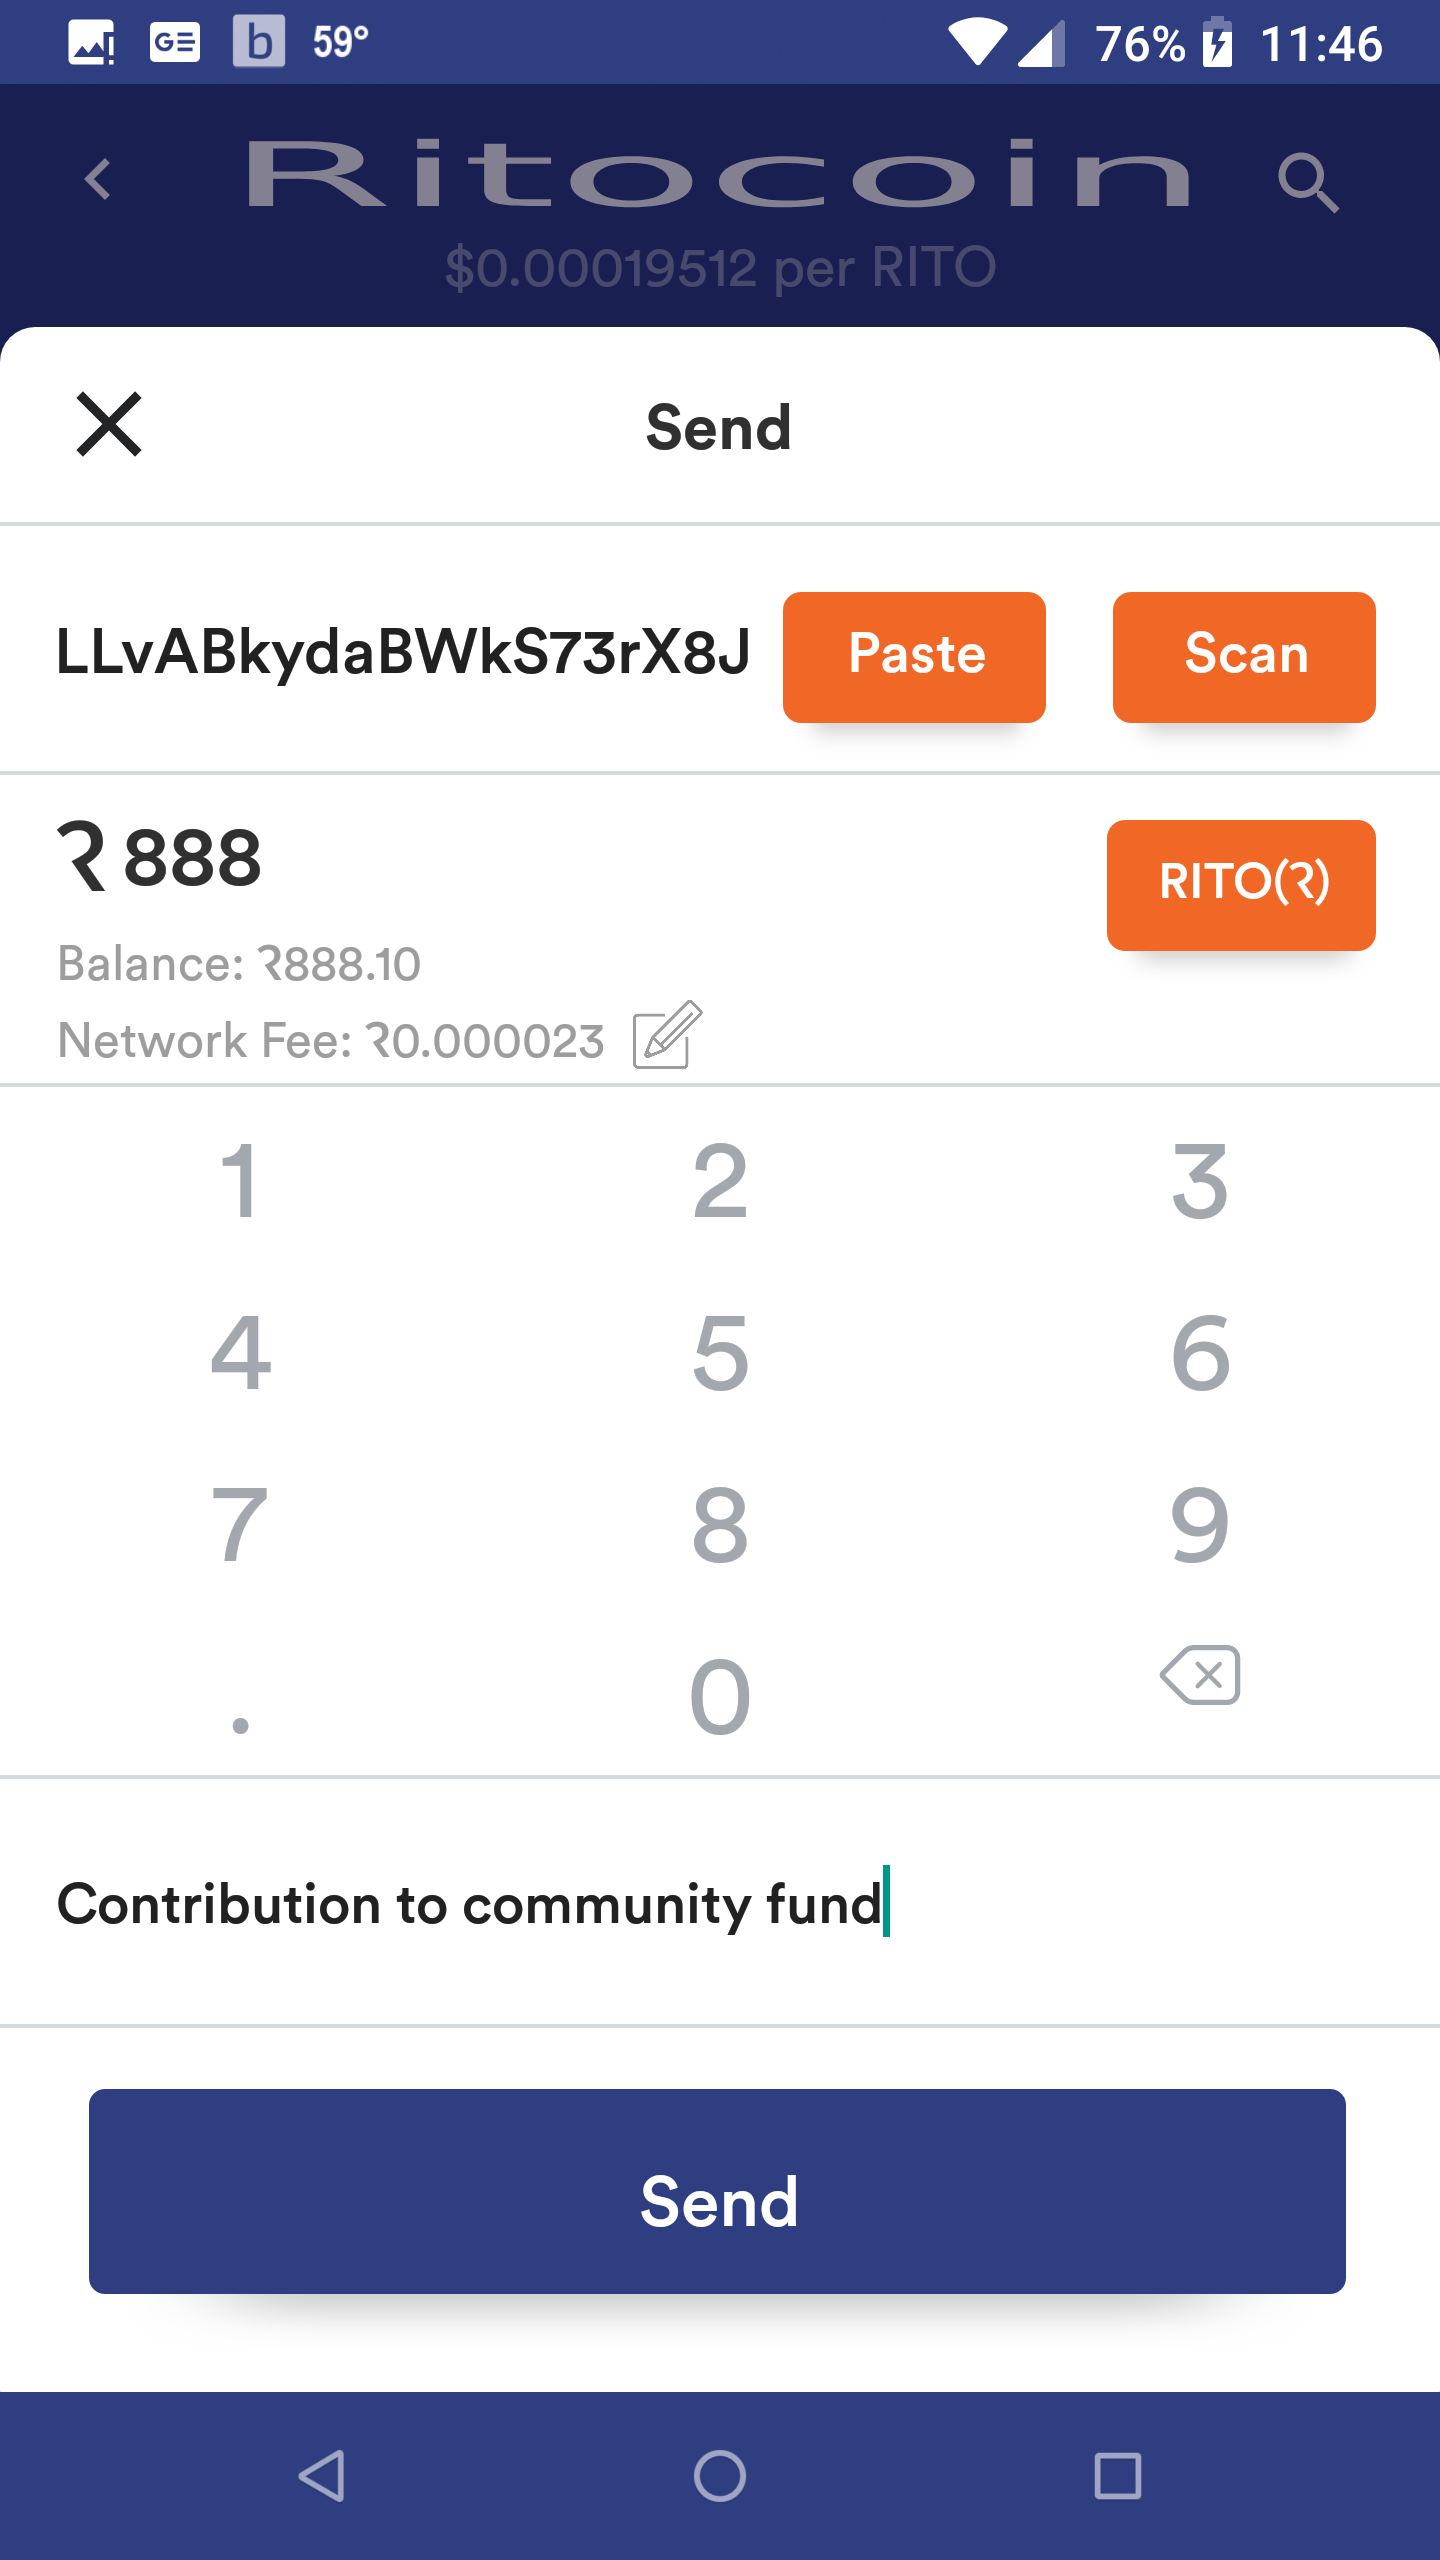 GE b 59° 76% 11:46
Ritocoin
$0.00019512 per RITO
Send
LLvABkydaBWkS73rX8J Paste Scan
Ꝛ 888 RITO(Ꝛ)
Balance: Ꝛ888.10
Network Fee: Ꝛ0.000023
1 2 3
4 5 6
7 8 9
. 0
Contribution to community fund
Send